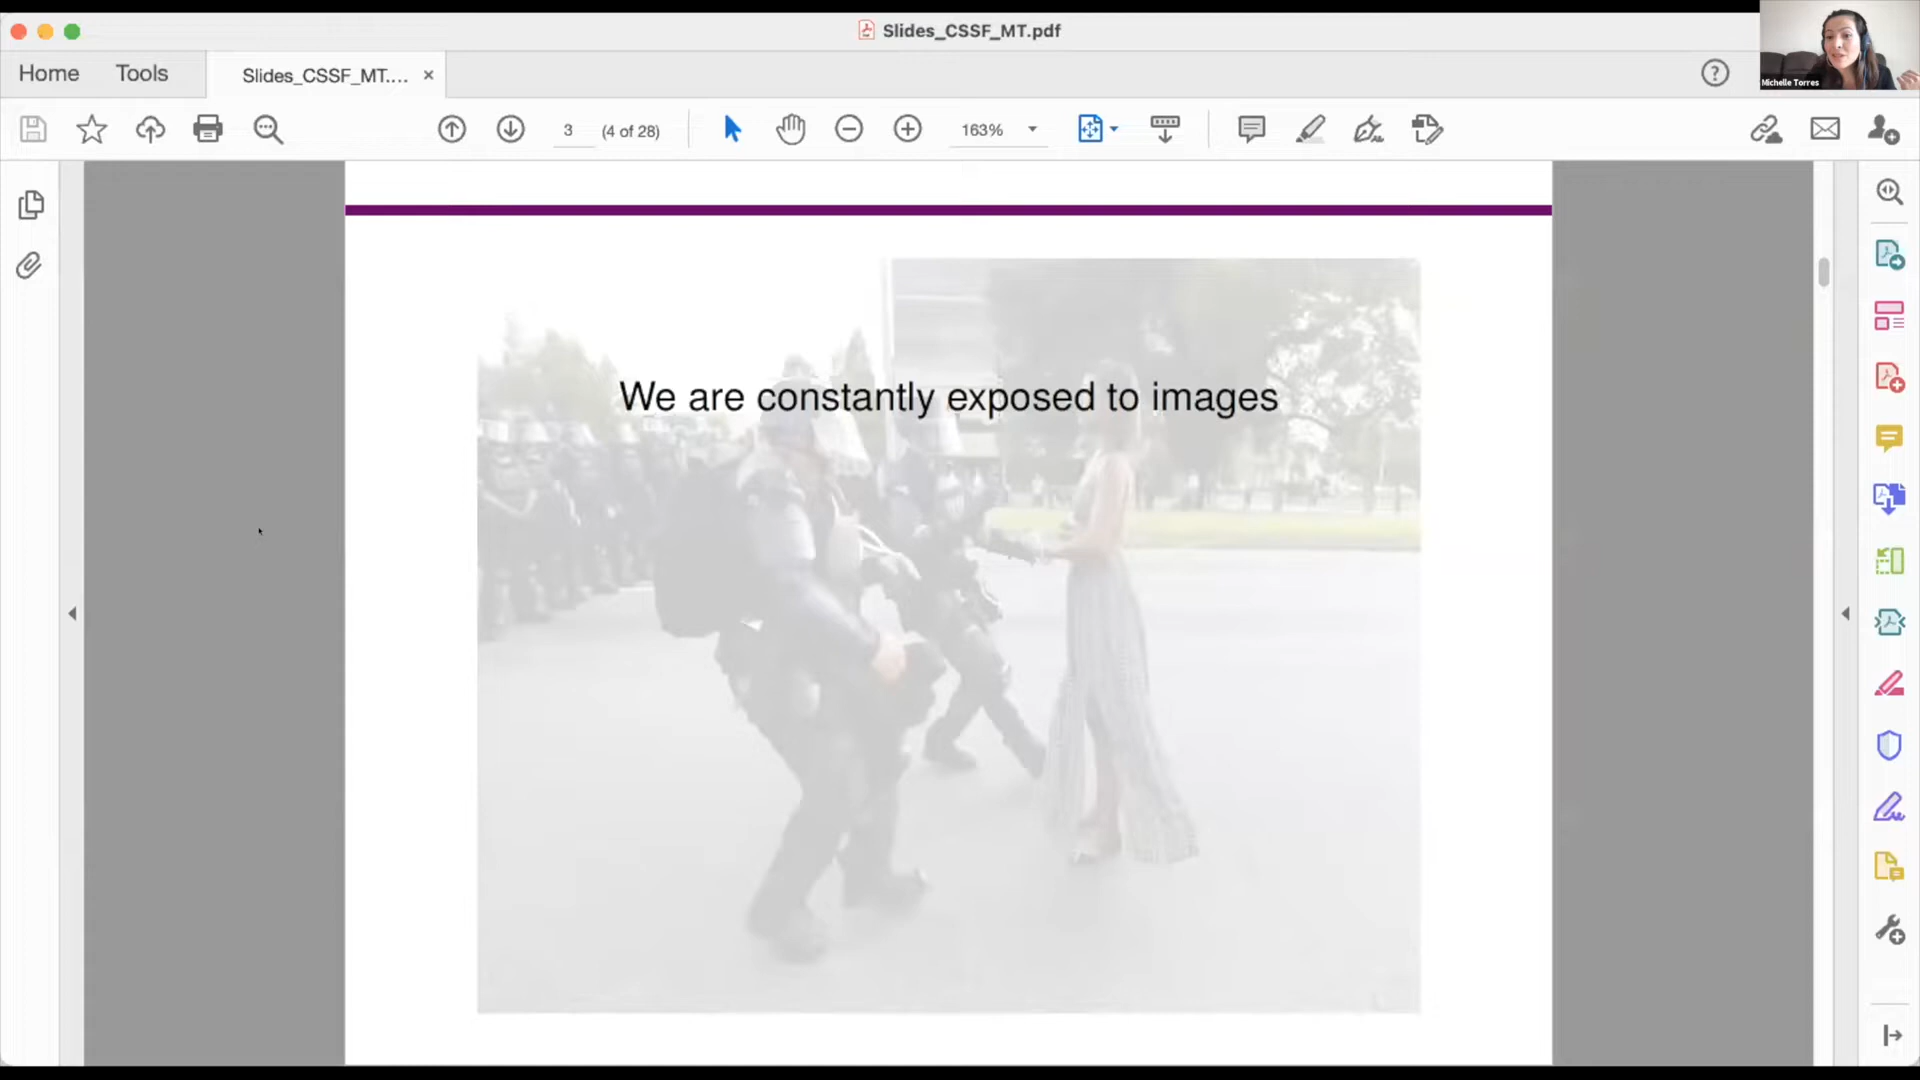 Slides_CSSF_MT.pdf
Home
Tools
Slides_CSSF_MT....
Michelle Torres
3
(4 of 28)
163%
We are constantly exposed to images